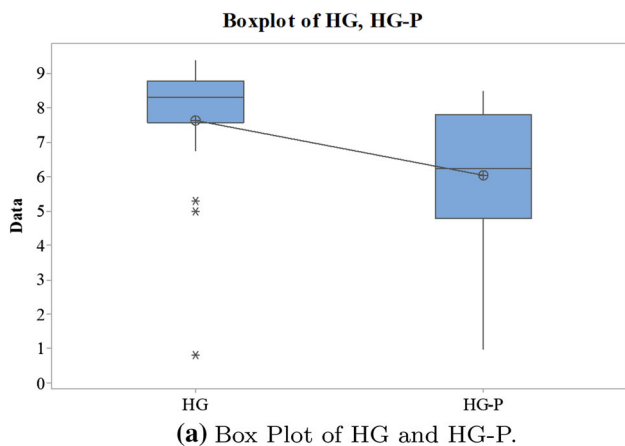 Boxplot of HG, HG-P
9
8
7
6
5
4
3
2
1
0
Data
HG HG-P
(a) Box Plot of HG and HG-P.